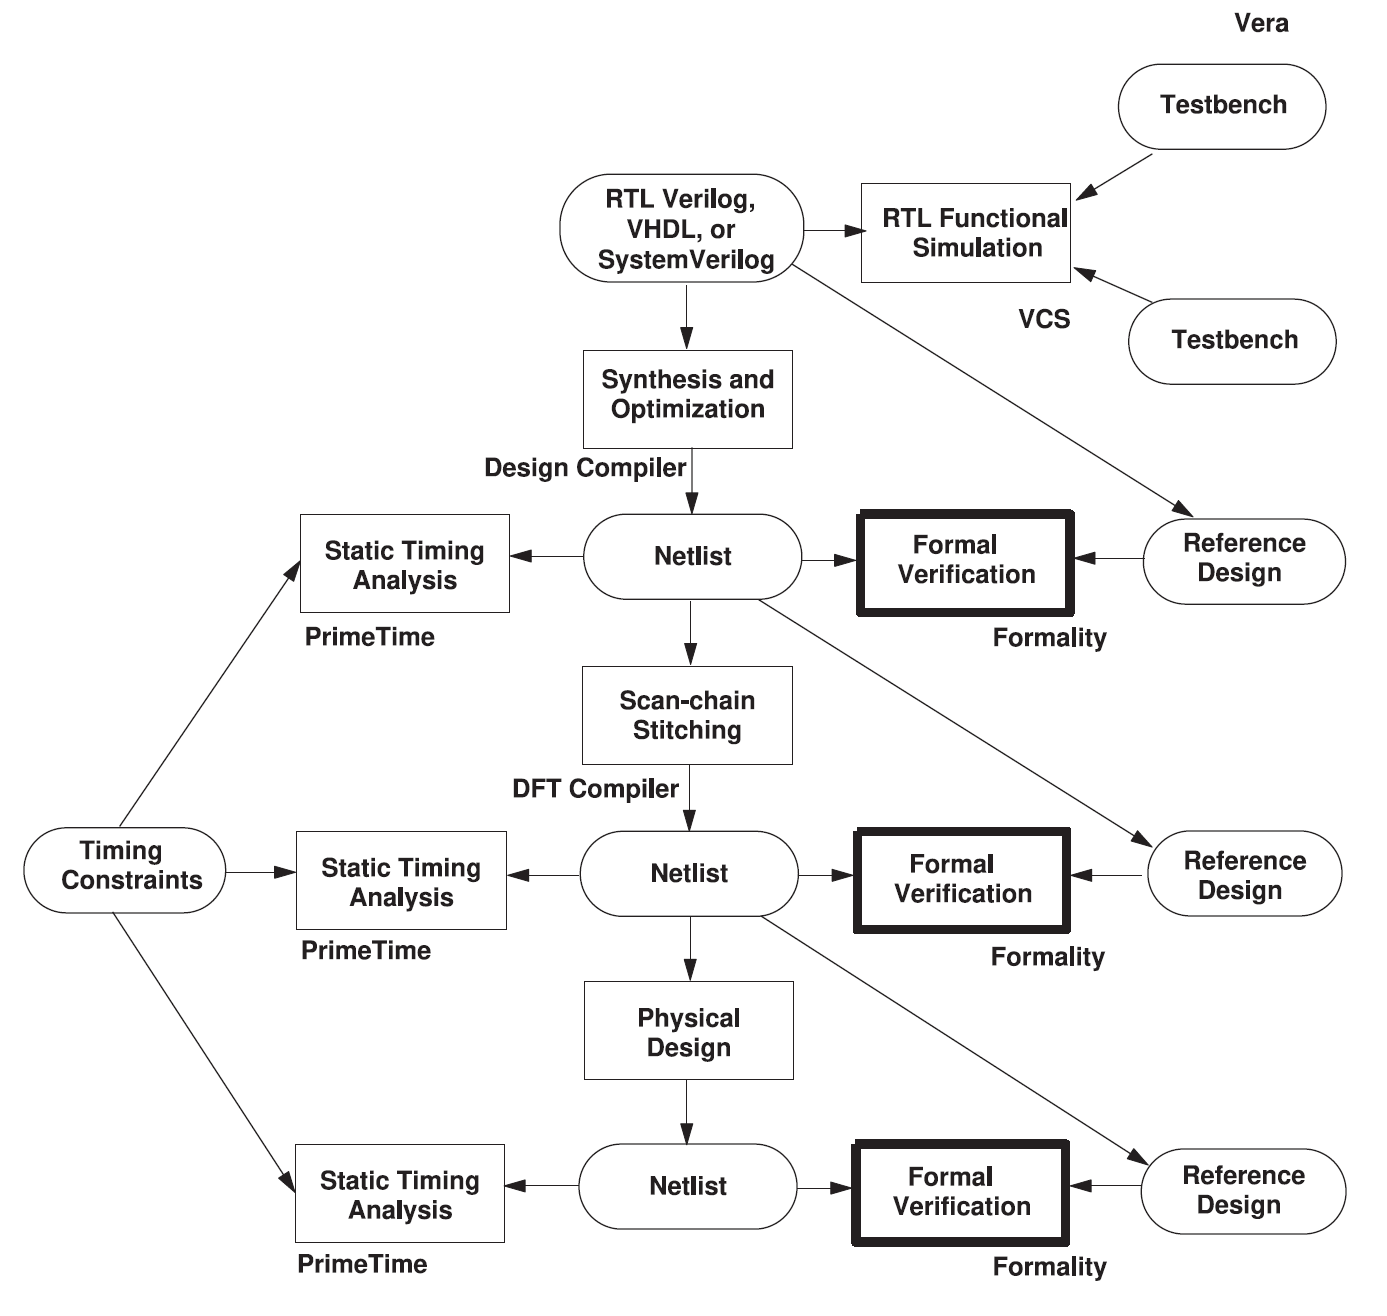 Vera
Testbench
RTL Verilog,
VHDL, or
SystemVerilog
RTL Functional
Simulation
VCS
Testbench
Synthesis and
Optimization
Design Compiler
Static Timing
Analysis
PrimeTime
Netlist
Formal
Verification
Formality
Reference
Design
Scan-chain
Stitching
DFT Compiler
Timing
Constraints
Static Timing
Analysis
PrimeTime
Netlist
Formal
Verification
Formality
Reference
Design
Physical
Design
Static Timing
Analysis
PrimeTime
Netlist
Formal
Verification
Formality
Reference
Design